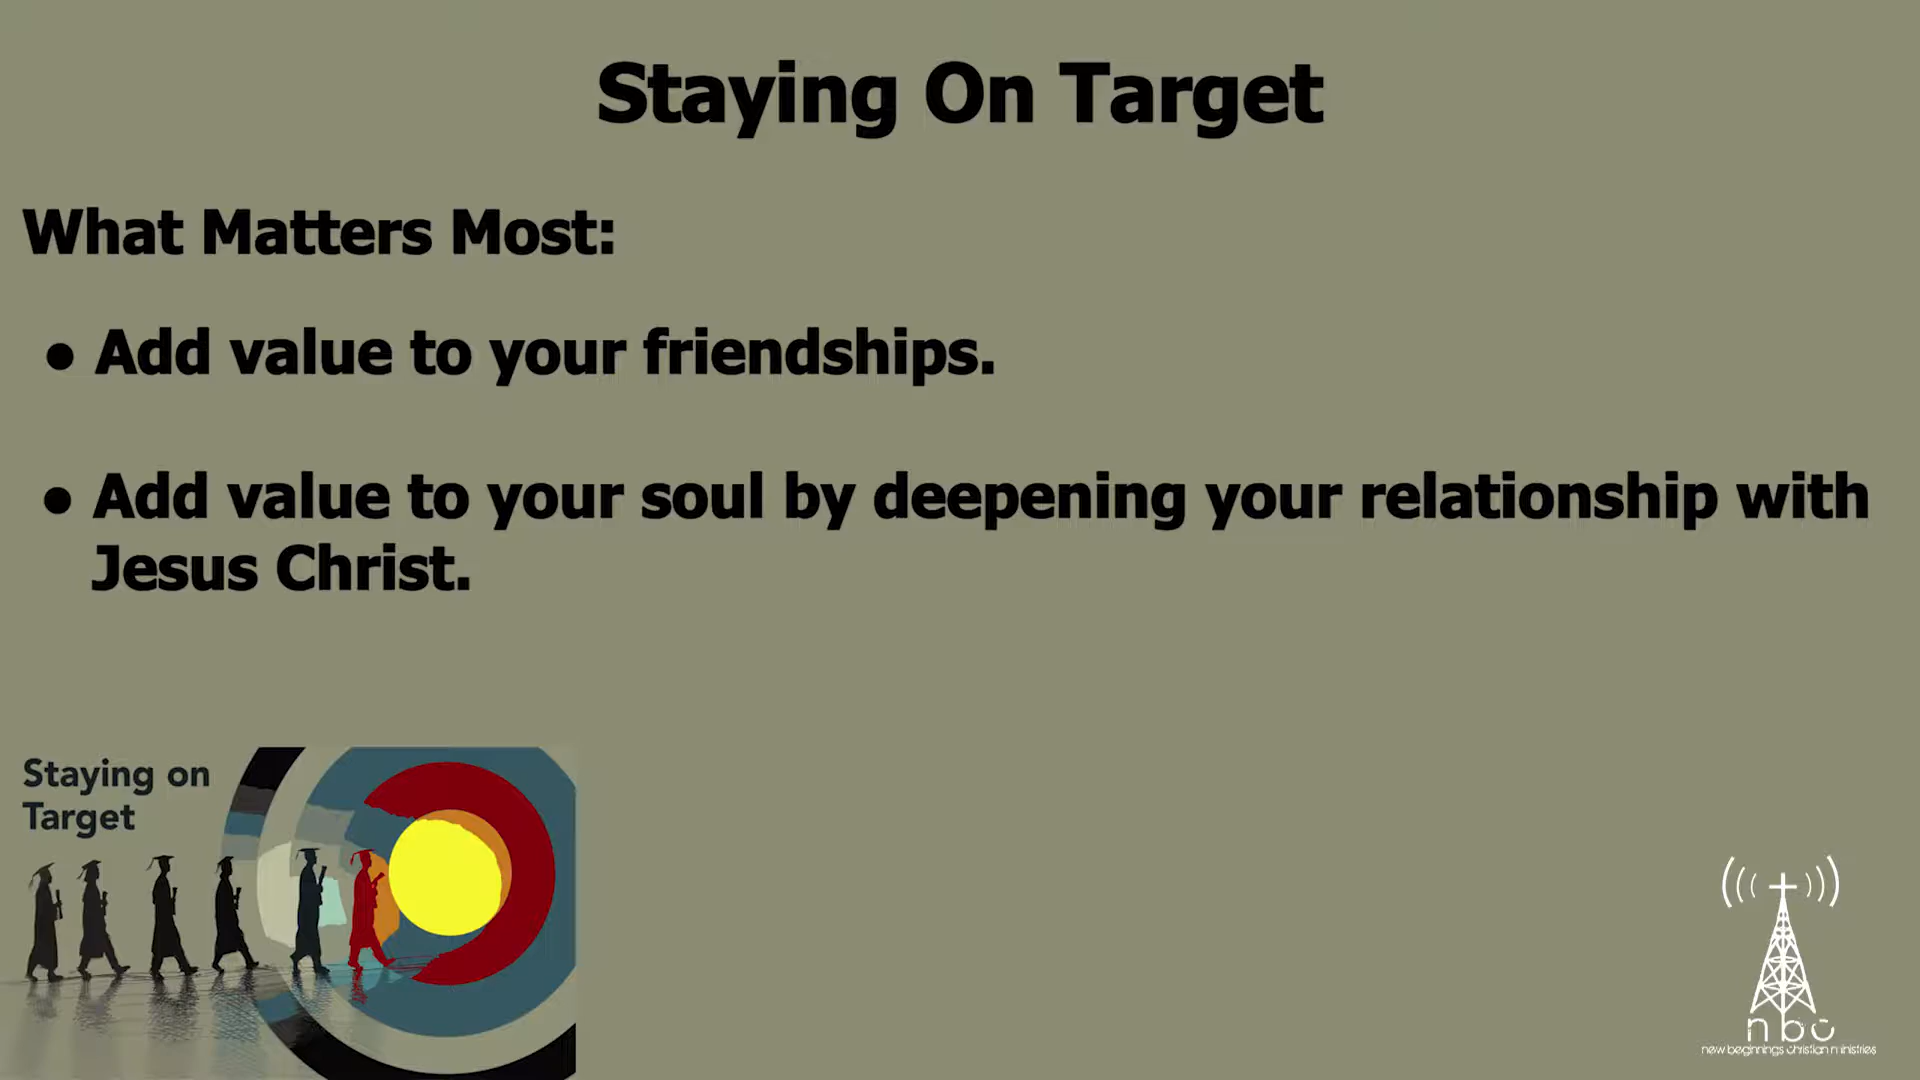 Staying On Target
What Matters Most:
● Add value to your friendships.
● Add value to your soul by deepening your relationship with
Jesus Christ.
Staying on
Target
nbc
new beginnings christian ministries